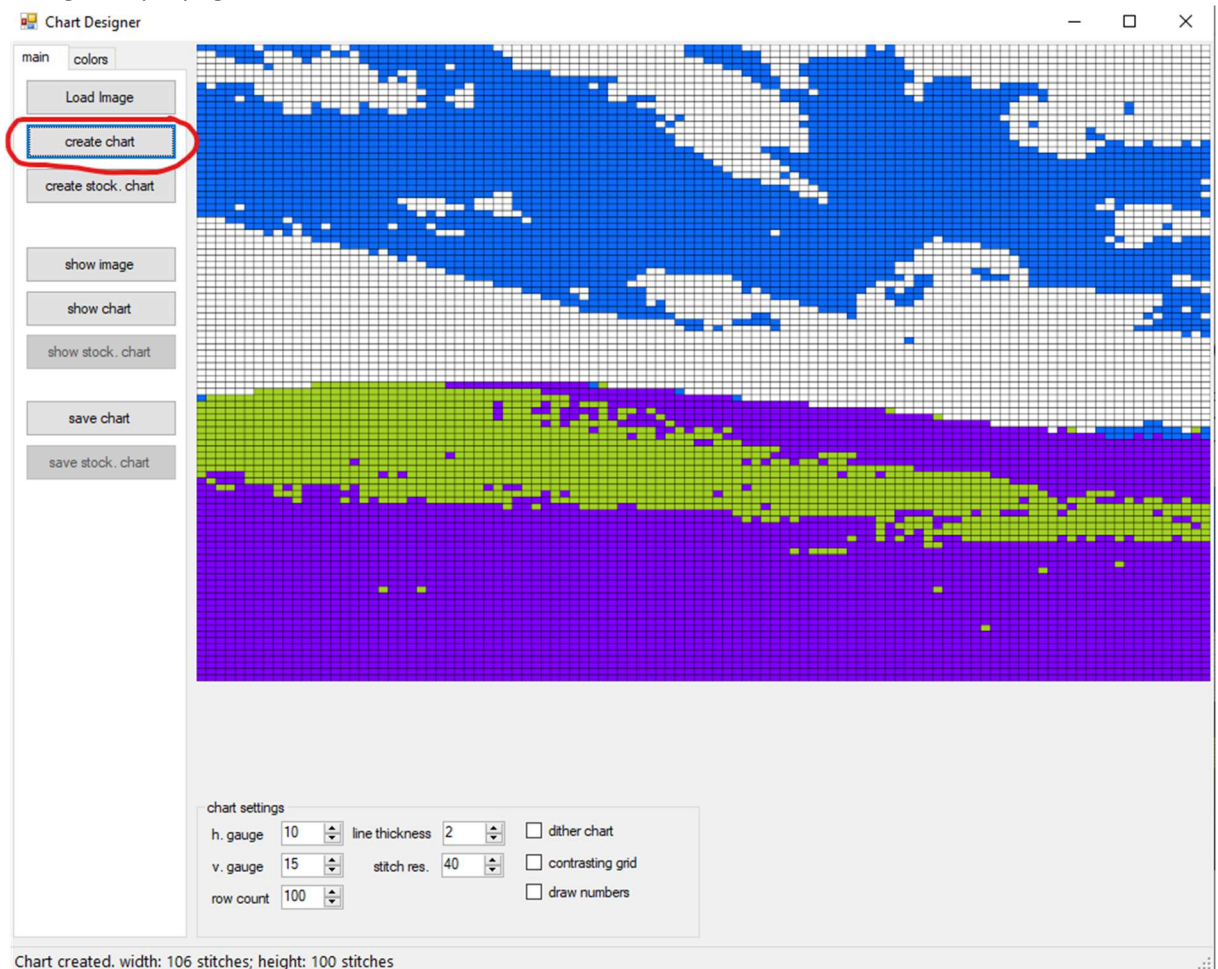 Chart Designer
main colors
Load Image
create chart
create stock. chart
show image
show chart
show stock. chart
save chart
save stock. chart
chart settings
h. gauge 10 line thickness 2 dither chart
v. gauge 15 stitch res. 40 contrasting grid
row count 100 draw numbers
Chart created. width: 106 stitches; height: 100 stitches